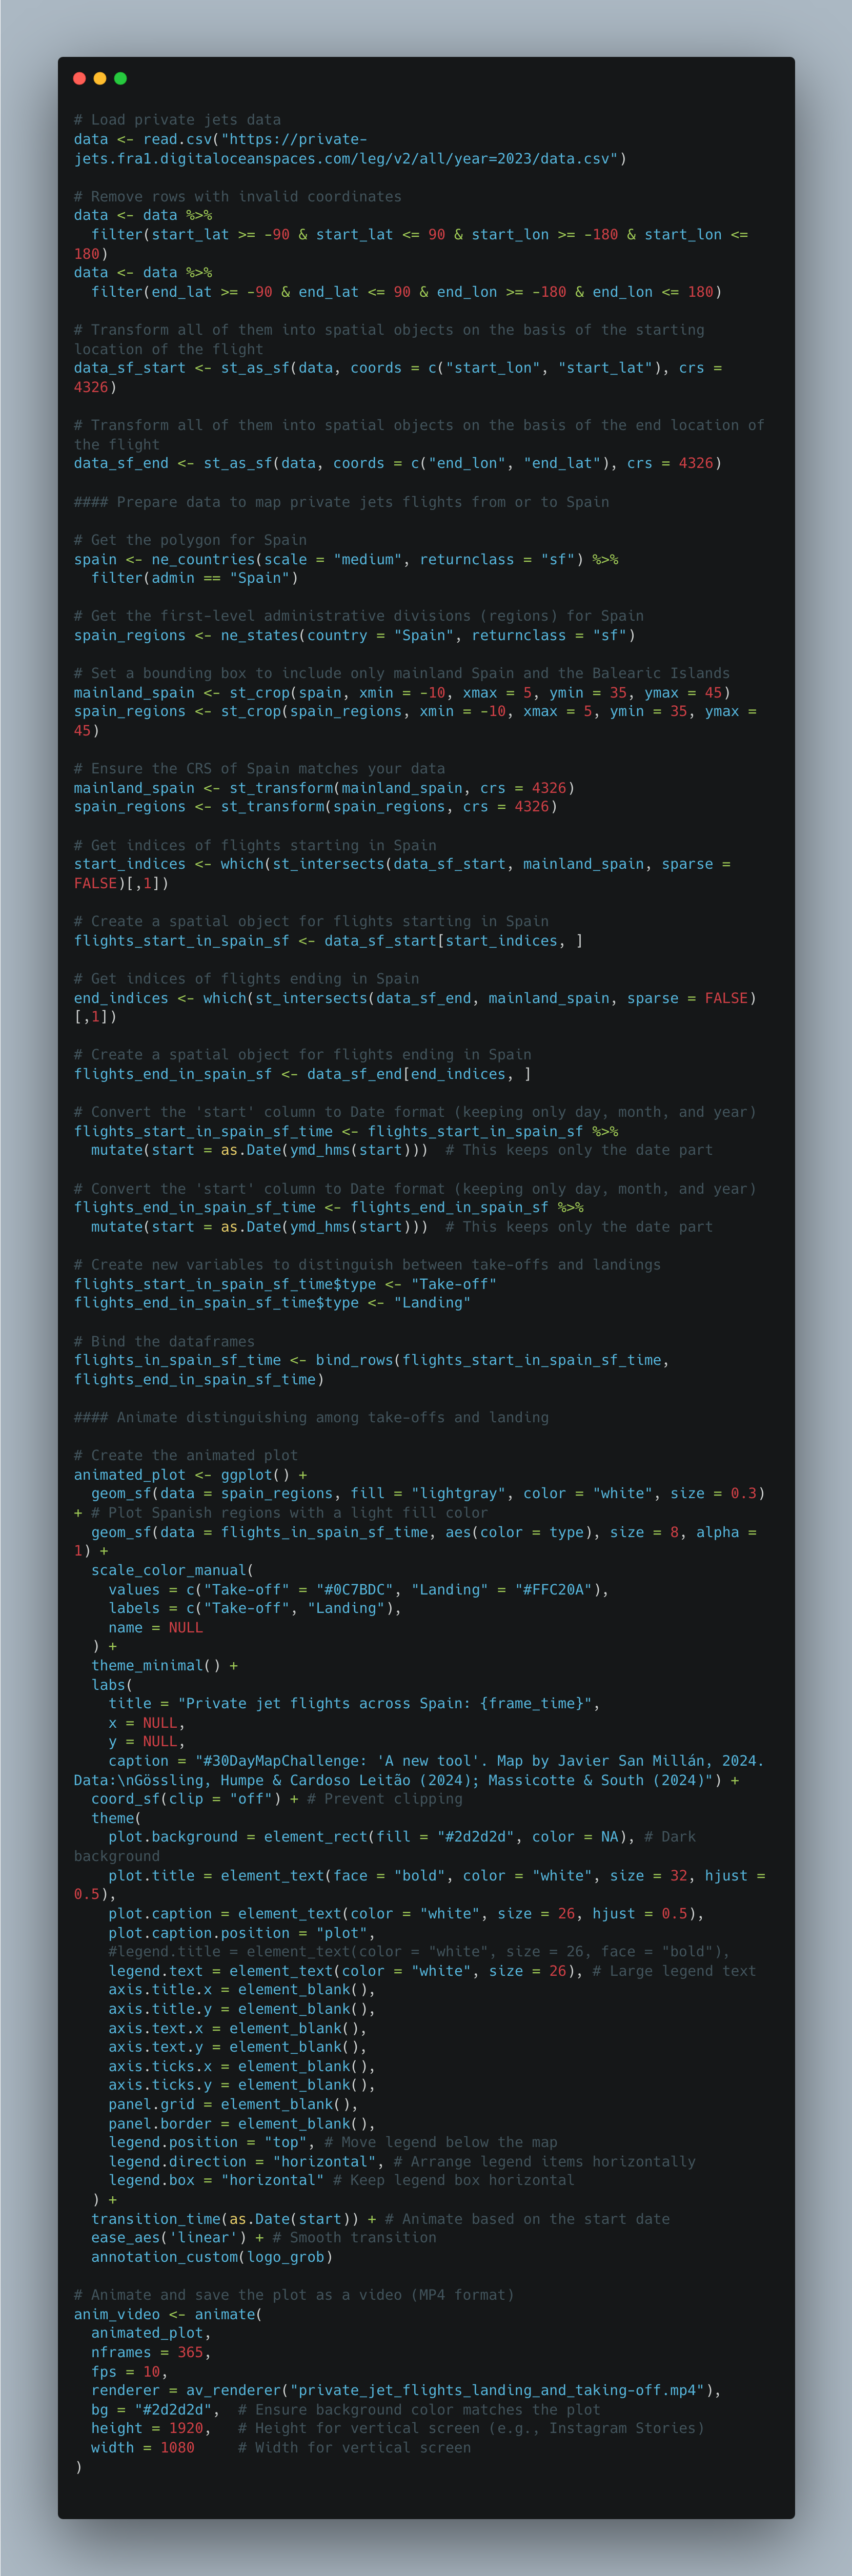 # Load private jets data
data <- read.csv("https://private-
jets.fra1.digitaloceanspaces.com/leg/v2/all/year=2023/data.csv")

# Remove rows with invalid coordinates
data <- data %>%
  filter(start_lat >= -90 & start_lat <= 90 & start_lon >= -180 & start_lon <=
180)
data <- data %>%
  filter(end_lat >= -90 & end_lat <= 90 & end_lon >= -180 & end_lon <= 180)

# Transform all of them into spatial objects on the basis of the starting
location of the flight
data_sf_start <- st_as_sf(data, coords = c("start_lon", "start_lat"), crs =
4326)

# Transform all of them into spatial objects on the basis of the end location of
the flight
data_sf_end <- st_as_sf(data, coords = c("end_lon", "end_lat"), crs = 4326)

#### Prepare data to map private jets flights from or to Spain

# Get the polygon for Spain
spain <- ne_countries(scale = "medium", returnclass = "sf") %>%
  filter(admin == "Spain")

# Get the first-level administrative divisions (regions) for Spain
spain_regions <- ne_states(country = "Spain", returnclass = "sf")

# Set a bounding box to include only mainland Spain and the Balearic Islands
mainland_spain <- st_crop(spain, xmin = -10, xmax = 5, ymin = 35, ymax = 45)
spain_regions <- st_crop(spain_regions, xmin = -10, xmax = 5, ymin = 35, ymax =
45)

# Ensure the CRS of Spain matches your data
mainland_spain <- st_transform(mainland_spain, crs = 4326)
spain_regions <- st_transform(spain_regions, crs = 4326)

# Get indices of flights starting in Spain
start_indices <- which(st_intersects(data_sf_start, mainland_spain, sparse =
FALSE)[,1])

# Create a spatial object for flights starting in Spain
flights_start_in_spain_sf <- data_sf_start[start_indices, ]

# Get indices of flights ending in Spain
end_indices <- which(st_intersects(data_sf_end, mainland_spain, sparse = FALSE)
[,1])

# Create a spatial object for flights ending in Spain
flights_end_in_spain_sf <- data_sf_end[end_indices, ]

# Convert the 'start' column to Date format (keeping only day, month, and year)
flights_start_in_spain_sf_time <- flights_start_in_spain_sf %>%
  mutate(start = as.Date(ymd_hms(start)))  # This keeps only the date part

# Convert the 'start' column to Date format (keeping only day, month, and year)
flights_end_in_spain_sf_time <- flights_end_in_spain_sf %>%
  mutate(start = as.Date(ymd_hms(start)))  # This keeps only the date part

# Create new variables to distinguish between take-offs and landings
flights_start_in_spain_sf_time$type <- "Take-off"
flights_end_in_spain_sf_time$type <- "Landing"

# Bind the dataframes
flights_in_spain_sf_time <- bind_rows(flights_start_in_spain_sf_time,
flights_end_in_spain_sf_time)

#### Animate distinguishing among take-offs and landing

# Create the animated plot
animated_plot <- ggplot() +
  geom_sf(data = spain_regions, fill = "lightgray", color = "white", size = 0.3)
+ # Plot Spanish regions with a light fill color
  geom_sf(data = flights_in_spain_sf_time, aes(color = type), size = 8, alpha =
1) +
  scale_color_manual(
    values = c("Take-off" = "#0C7BDC", "Landing" = "#FFC20A"),
    labels = c("Take-off", "Landing"),
    name = NULL
  ) +
  theme_minimal() +
  labs(
    title = "Private jet flights across Spain: {frame_time}",
    x = NULL,
    y = NULL,
    caption = "#30DayMapChallenge: 'A new tool'. Map by Javier San Millán, 2024.
Data:\nGössling, Humpe & Cardoso Leitão (2024); Massicotte & South (2024)") +
  coord_sf(clip = "off") + # Prevent clipping
  theme(
    plot.background = element_rect(fill = "#2d2d2d", color = NA), # Dark
background
    plot.title = element_text(face = "bold", color = "white", size = 32, hjust =
0.5),
    plot.caption = element_text(color = "white", size = 26, hjust = 0.5),
    plot.caption.position = "plot",
    #legend.title = element_text(color = "white", size = 26, face = "bold"),
    legend.text = element_text(color = "white", size = 26), # Large legend text
    axis.title.x = element_blank(),
    axis.title.y = element_blank(),
    axis.text.x = element_blank(),
    axis.text.y = element_blank(),
    axis.ticks.x = element_blank(),
    axis.ticks.y = element_blank(),
    panel.grid = element_blank(),
    panel.border = element_blank(),
    legend.position = "top", # Move legend below the map
    legend.direction = "horizontal", # Arrange legend items horizontally
    legend.box = "horizontal" # Keep legend box horizontal
  ) +
  transition_time(as.Date(start)) + # Animate based on the start date
  ease_aes('linear') + # Smooth transition
  annotation_custom(logo_grob)

# Animate and save the plot as a video (MP4 format)
anim_video <- animate(
  animated_plot,
  nframes = 365,
  fps = 10,
  renderer = av_renderer("private_jet_flights_landing_and_taking-off.mp4"),
  bg = "#2d2d2d",  # Ensure background color matches the plot
  height = 1920,   # Height for vertical screen (e.g., Instagram Stories)
  width = 1080     # Width for vertical screen
)